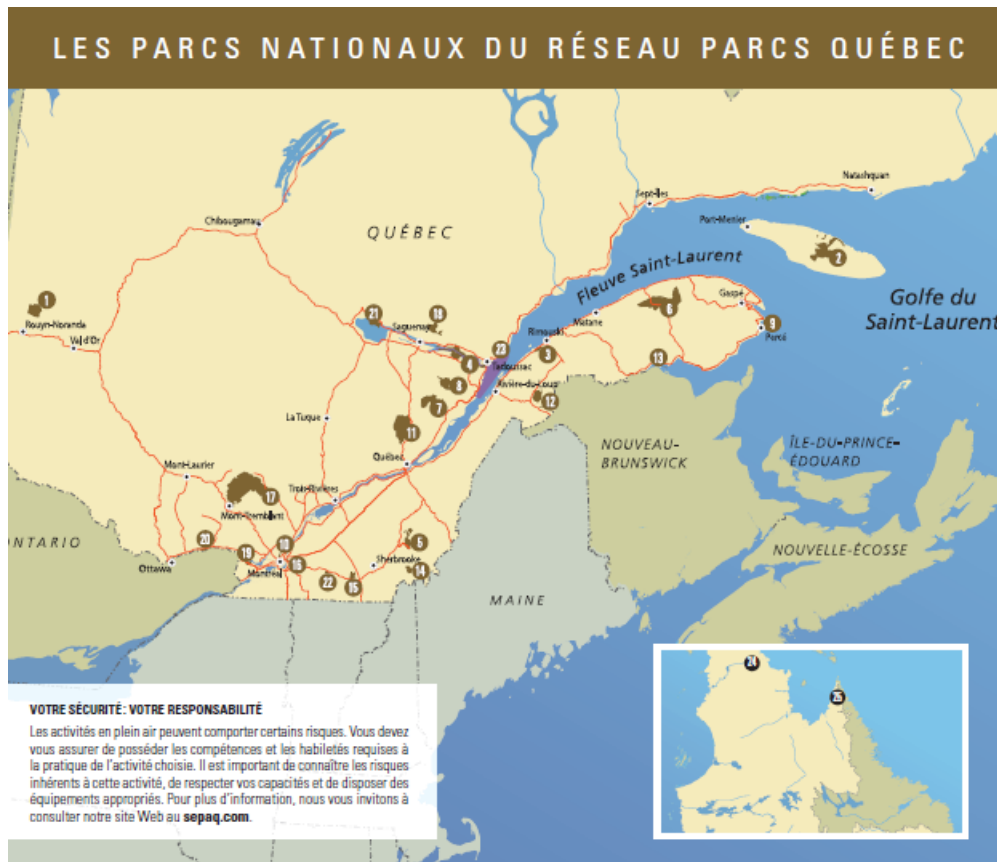 LES PARCS NATIONAUX DU RÉSEAU PARCS QUÉBEC
Natashquan
Sept-Îles
Chibougamau
Port-Menier
QUÉBEC
2
Fleuve Saint-Laurent
Golfe du
Saint-Laurent
1
Gaspé
6
21
18
Rouyn-Noranda
Saguenay
Matane
9
Rimouski
Percé
Val d'Or
23
3
13
4
Tadoussac
8
Rivière-du-Loup
7
12
La Tuque
11
NOUVEAU-
BRUNSWICK
ÎLE-DU-PRINCE-
ÉDOUARD
Québec
Mont-Laurier
17
Trois-Rivières
Mont-Tremblant
ONTARIO
20
10
5
NOUVELLE-ÉCOSSE
19
Sherbrooke
Ottawa
Montréal
16
14
22
15
MAINE
24
25
VOTRE SÉCURITÉ : VOTRE RESPONSABILITÉ
Les activités en plein air peuvent comporter certains risques. Vous devez
vous assurer de posséder les compétences et les habiletés requises à
la pratique de l'activité choisie. Il est important de connaître les risques
inhérents à cette activité, de respecter vos capacités et de disposer des
équipements appropriés. Pour plus d'information, nous vous invitons à
consulter notre site Web au sepaq.com.